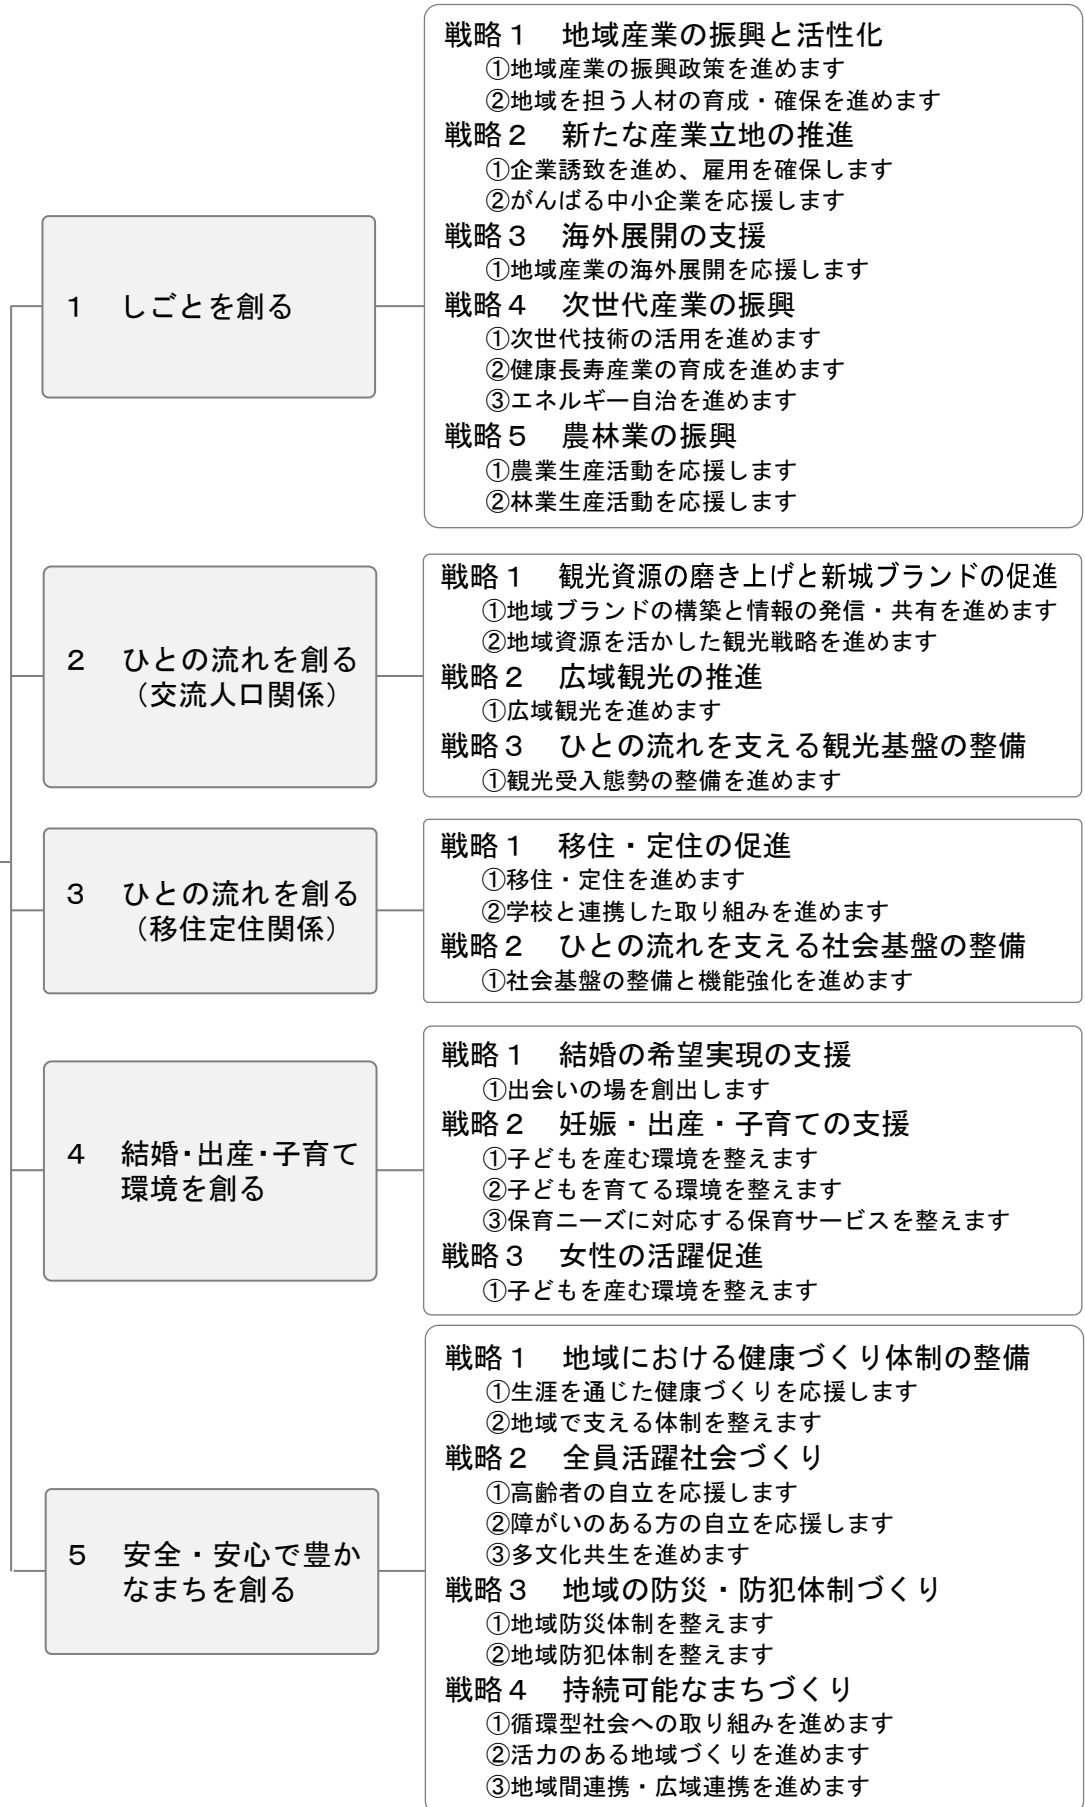 1 しごとを創る
戦略1 地域産業の振興と活性化
①地域産業の振興政策を進めます
②地域を担う人材の育成・確保を進めます
戦略2 新たな産業立地の推進
①企業誘致を進め、雇用を確保します
②がんばる中小企業を応援します
戦略3 海外展開の支援
①地域産業の海外展開を応援します
戦略4 次世代産業の振興
①次世代技術の活用を進めます
②健康長寿産業の育成を進めます
③エネルギー自治を進めます
戦略5 農林業の振興
①農業生産活動を応援します
②林業生産活動を応援します
2 ひとの流れを創る
（交流人口関係）
戦略1 観光資源の磨き上げと新城ブランドの促進
①地域ブランドの構築と情報の発信・共有を進めます
②地域資源を活かした観光戦略を進めます
戦略2 広域観光の推進
①広域観光を進めます
戦略3 ひとの流れを支える観光基盤の整備
①観光受入態勢の整備を進めます
3 ひとの流れを創る
（移住定住関係）
戦略1 移住・定住の促進
①移住・定住を進めます
②学校と連携した取り組みを進めます
戦略2 ひとの流れを支える社会基盤の整備
①社会基盤の整備と機能強化を進めます
4 結婚・出産・子育て
環境を創る
戦略1 結婚の希望実現の支援
①出会いの場を創出します
戦略2 妊娠・出産・子育ての支援
①子どもを産む環境を整えます
②子どもを育てる環境を整えます
③保育ニーズに対応する保育サービスを整えます
戦略3 女性の活躍促進
①子どもを産む環境を整えます
5 安全・安心で豊か
なまちを創る
戦略1 地域における健康づくり体制の整備
①生涯を通じた健康づくりを応援します
②地域で支える体制を整えます
戦略2 全員活躍社会づくり
①高齢者の自立を応援します
②障がいのある方の自立を応援します
③多文化共生を進めます
戦略3 地域の防災・防犯体制づくり
①地域防災体制を整えます
②地域防犯体制を整えます
戦略4 持続可能なまちづくり
①循環型社会への取り組みを進めます
②活力のある地域づくりを進めます
③地域間連携・広域連携を進めます